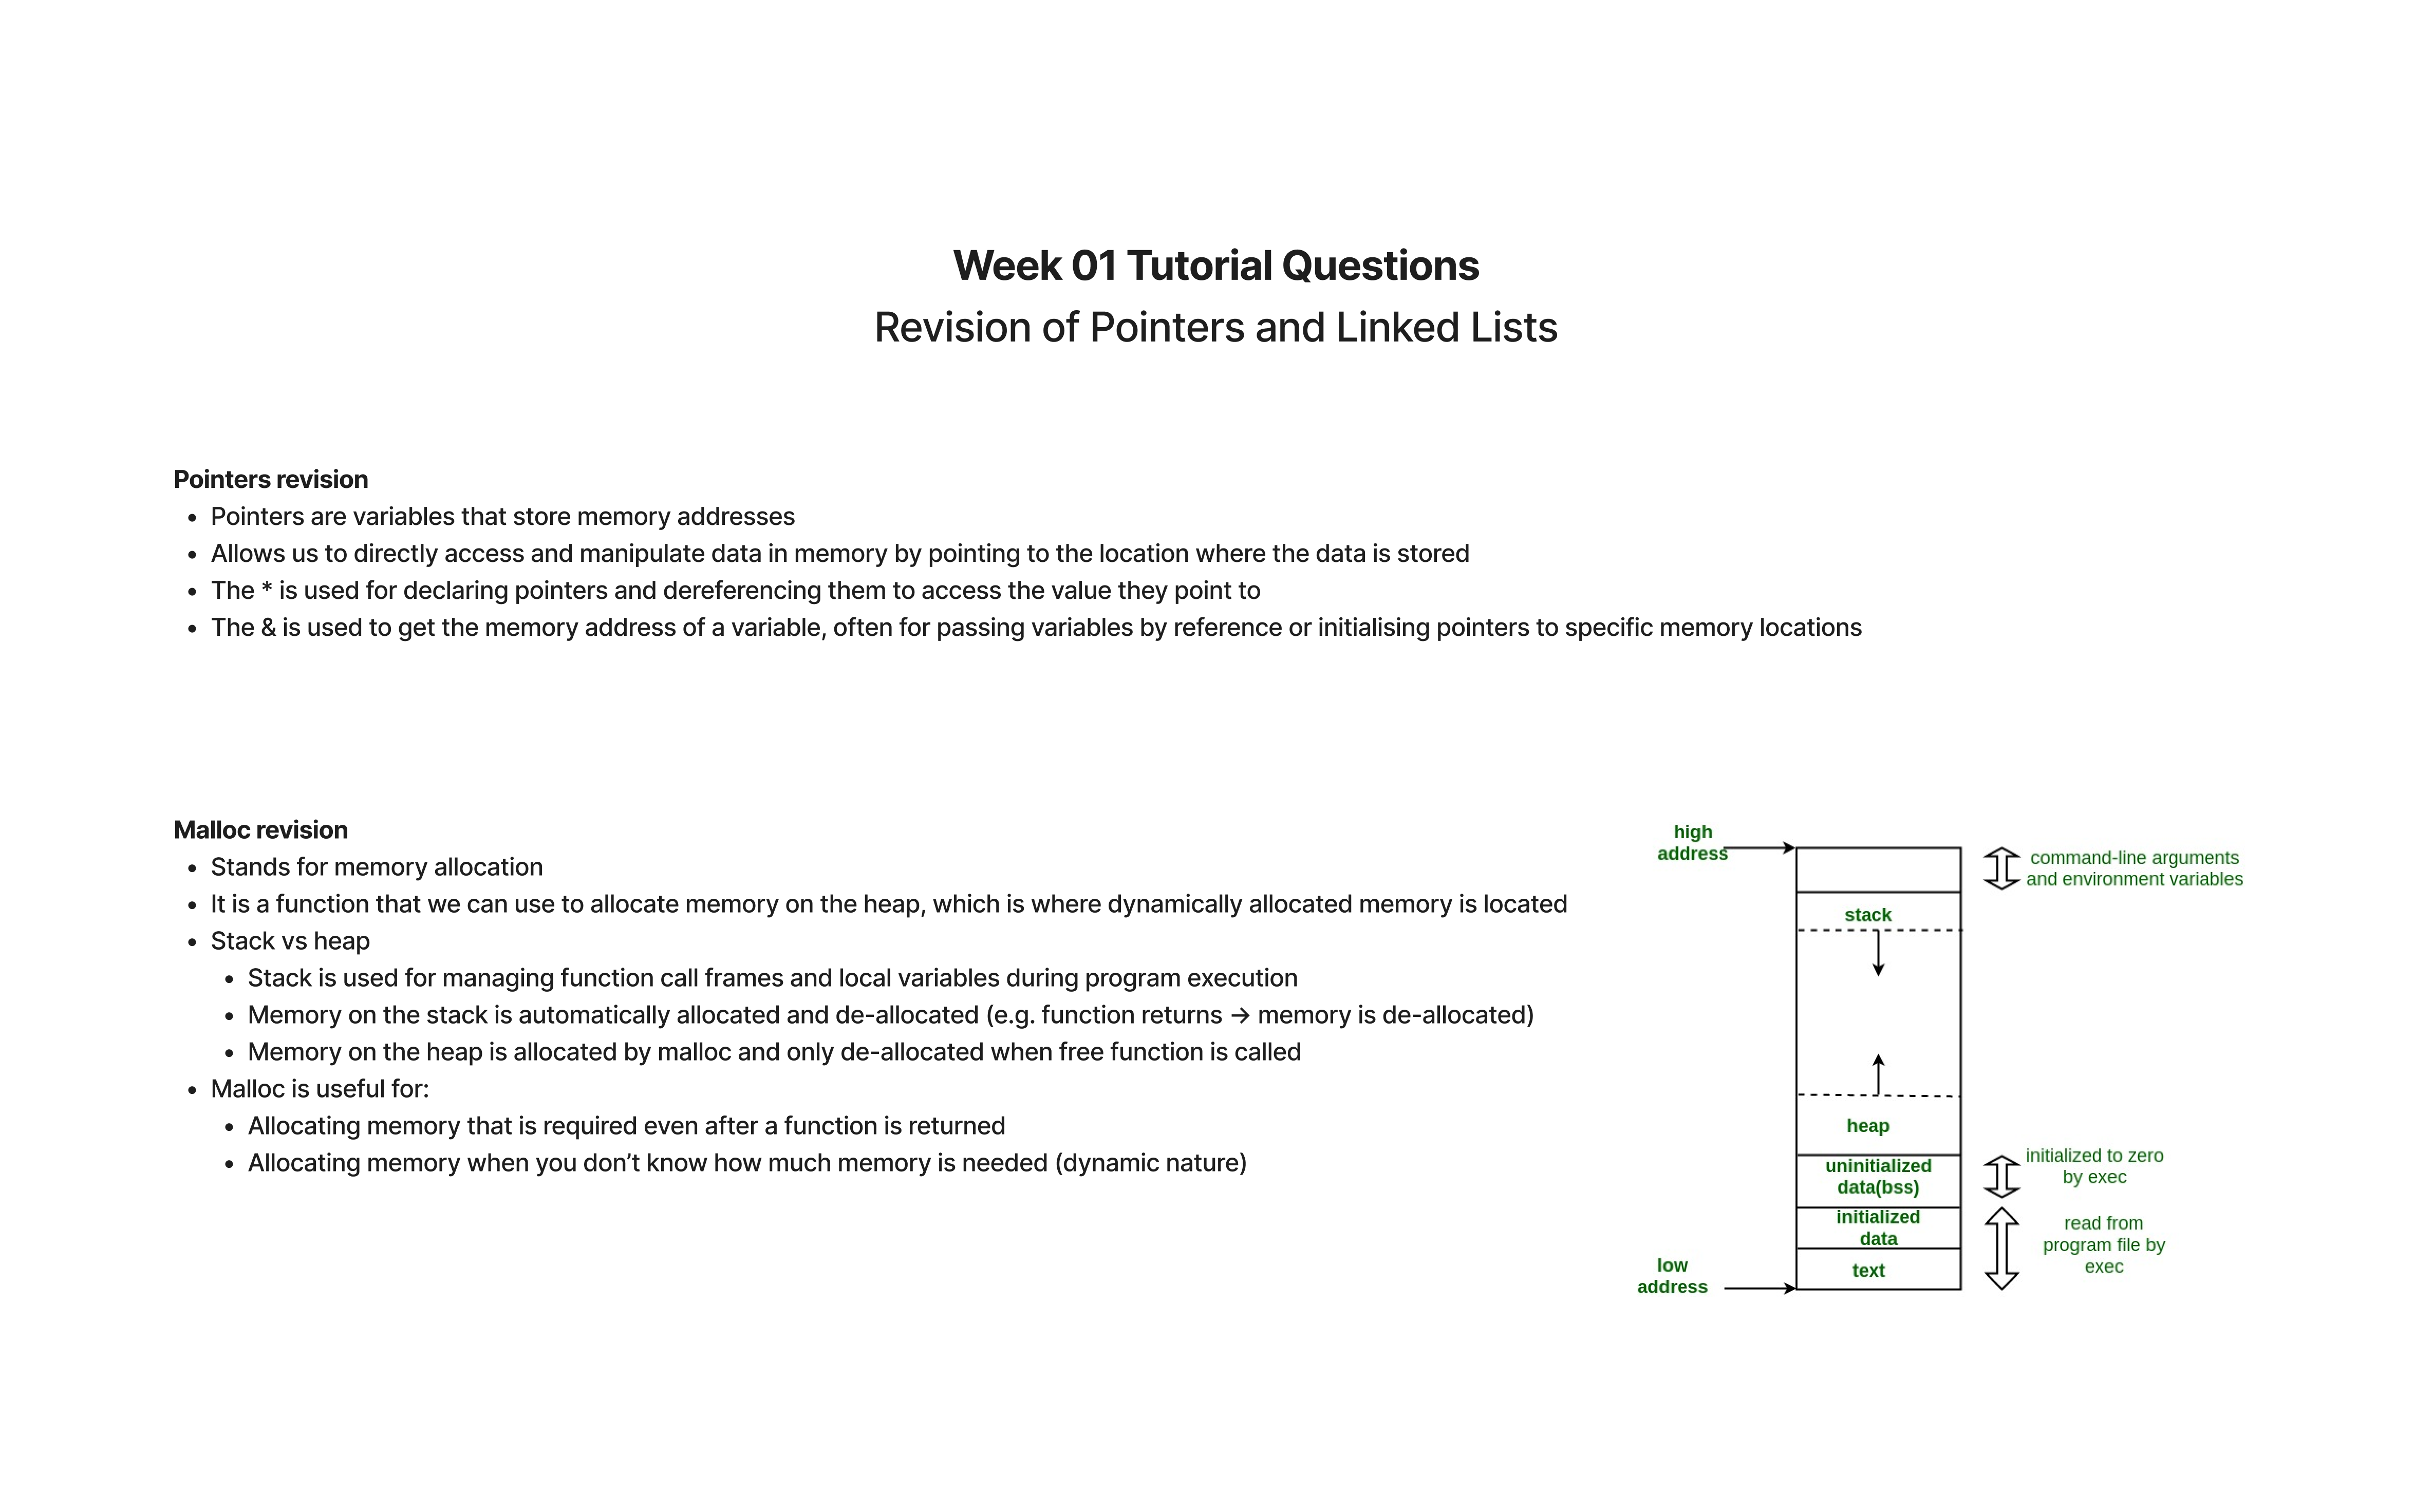 Week 01 Tutorial Questions
Revision of Pointers and Linked Lists
Pointers revision
• Pointers are variables that store memory addresses
• Allows us to directly access and manipulate data in memory by pointing to the location where the data is stored
• The * is used for declaring pointers and dereferencing them to access the value they point to
• The & is used to get the memory address of a variable, often for passing variables by reference or initialising pointers to specific memory locations
Malloc revision
• Stands for memory allocation
• It is a function that we can use to allocate memory on the heap, which is where dynamically allocated memory is located
• Stack vs heap
• Stack is used for managing function call frames and local variables during program execution
• Memory on the stack is automatically allocated and de-allocated (e.g. function returns → memory is de-allocated)
• Memory on the heap is allocated by malloc and only de-allocated when free function is called
• Malloc is useful for:
• Allocating memory that is required even after a function is returned
• Allocating memory when you don’t know how much memory is needed (dynamic nature)
high
address
command-line arguments
and environment variables
stack
heap
uninitialized
data(bss)
initialized to zero
by exec
initialized
data
read from
program file by
exec
text
low
address